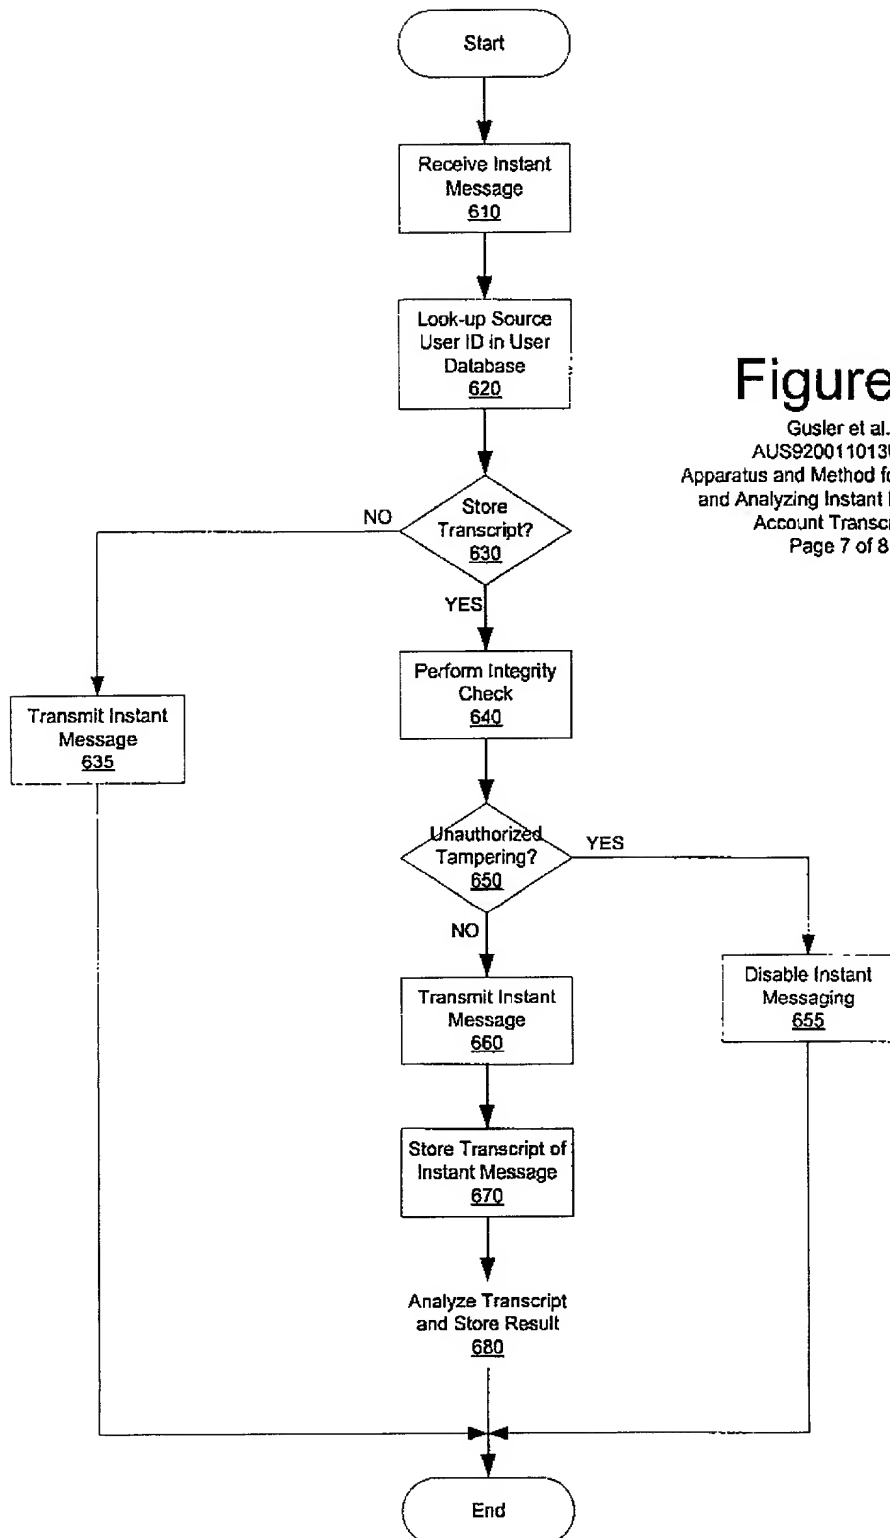 Start
Receive Instant
Message
610
Look-up Source
User ID in User
Database
620
Figure
Gusler et al.
AUS920011013
Apparatus and Method
and Analyzing Instant
Account
Page 7 of 8
Store
Transcript?
630
NO
YES
Perform Integrity
Check
640
Transmit Instant
Message
635
Unauthorized
Tampering?
650
YES
NO
Disable Instant
Messaging
655
Transmit Instant
Message
660
Store Transcript of
Instant Message
670
Analyze Transcript
and Store Result
680
End